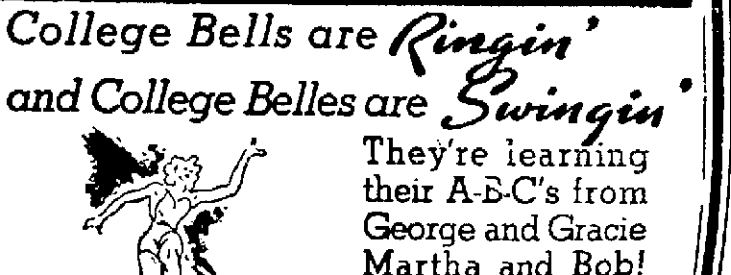 College Bells are Ringin'
and College Belles are Swingin'
They're learning
their A-B-C's from
George and Gracie
Martha and Bob!